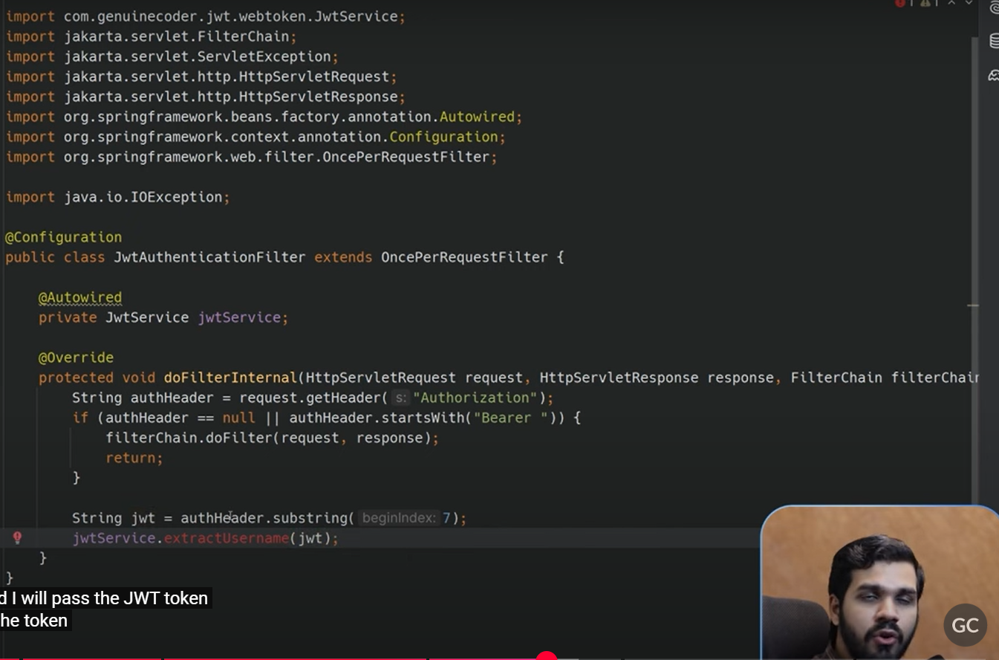 import com.genuinecoder.jwt.webtoken.JwtService;
import jakarta.servlet.FilterChain;
import jakarta.servlet.ServletException;
import jakarta.servlet.http.HttpServletRequest;
import jakarta.servlet.http.HttpServletResponse;
import org.springframework.beans.factory.annotation.Autowired;
import org.springframework.context.annotation.Configuration;
import org.springframework.web.filter.OncePerRequestFilter;
import java.io.IOException;
@Configuration
public class JwtAuthenticationFilter extends OncePerRequestFilter {
@Autowired
private JwtService jwtService;
@Override
protected void doFilterInternal(HttpServletRequest request, HttpServletResponse response, FilterChain filterChain
String authHeader = request.getHeader( s: "Authorization");
if (authHeader == null || authHeader.startsWith("Bearer ")) {
filterChain.doFilter(request, response);
return;
}
String jwt = authHeader.substring( beginIndex: 7);
jwtService.extractUsername(jwt);
}
}
d I will pass the JWT token
he token
GC